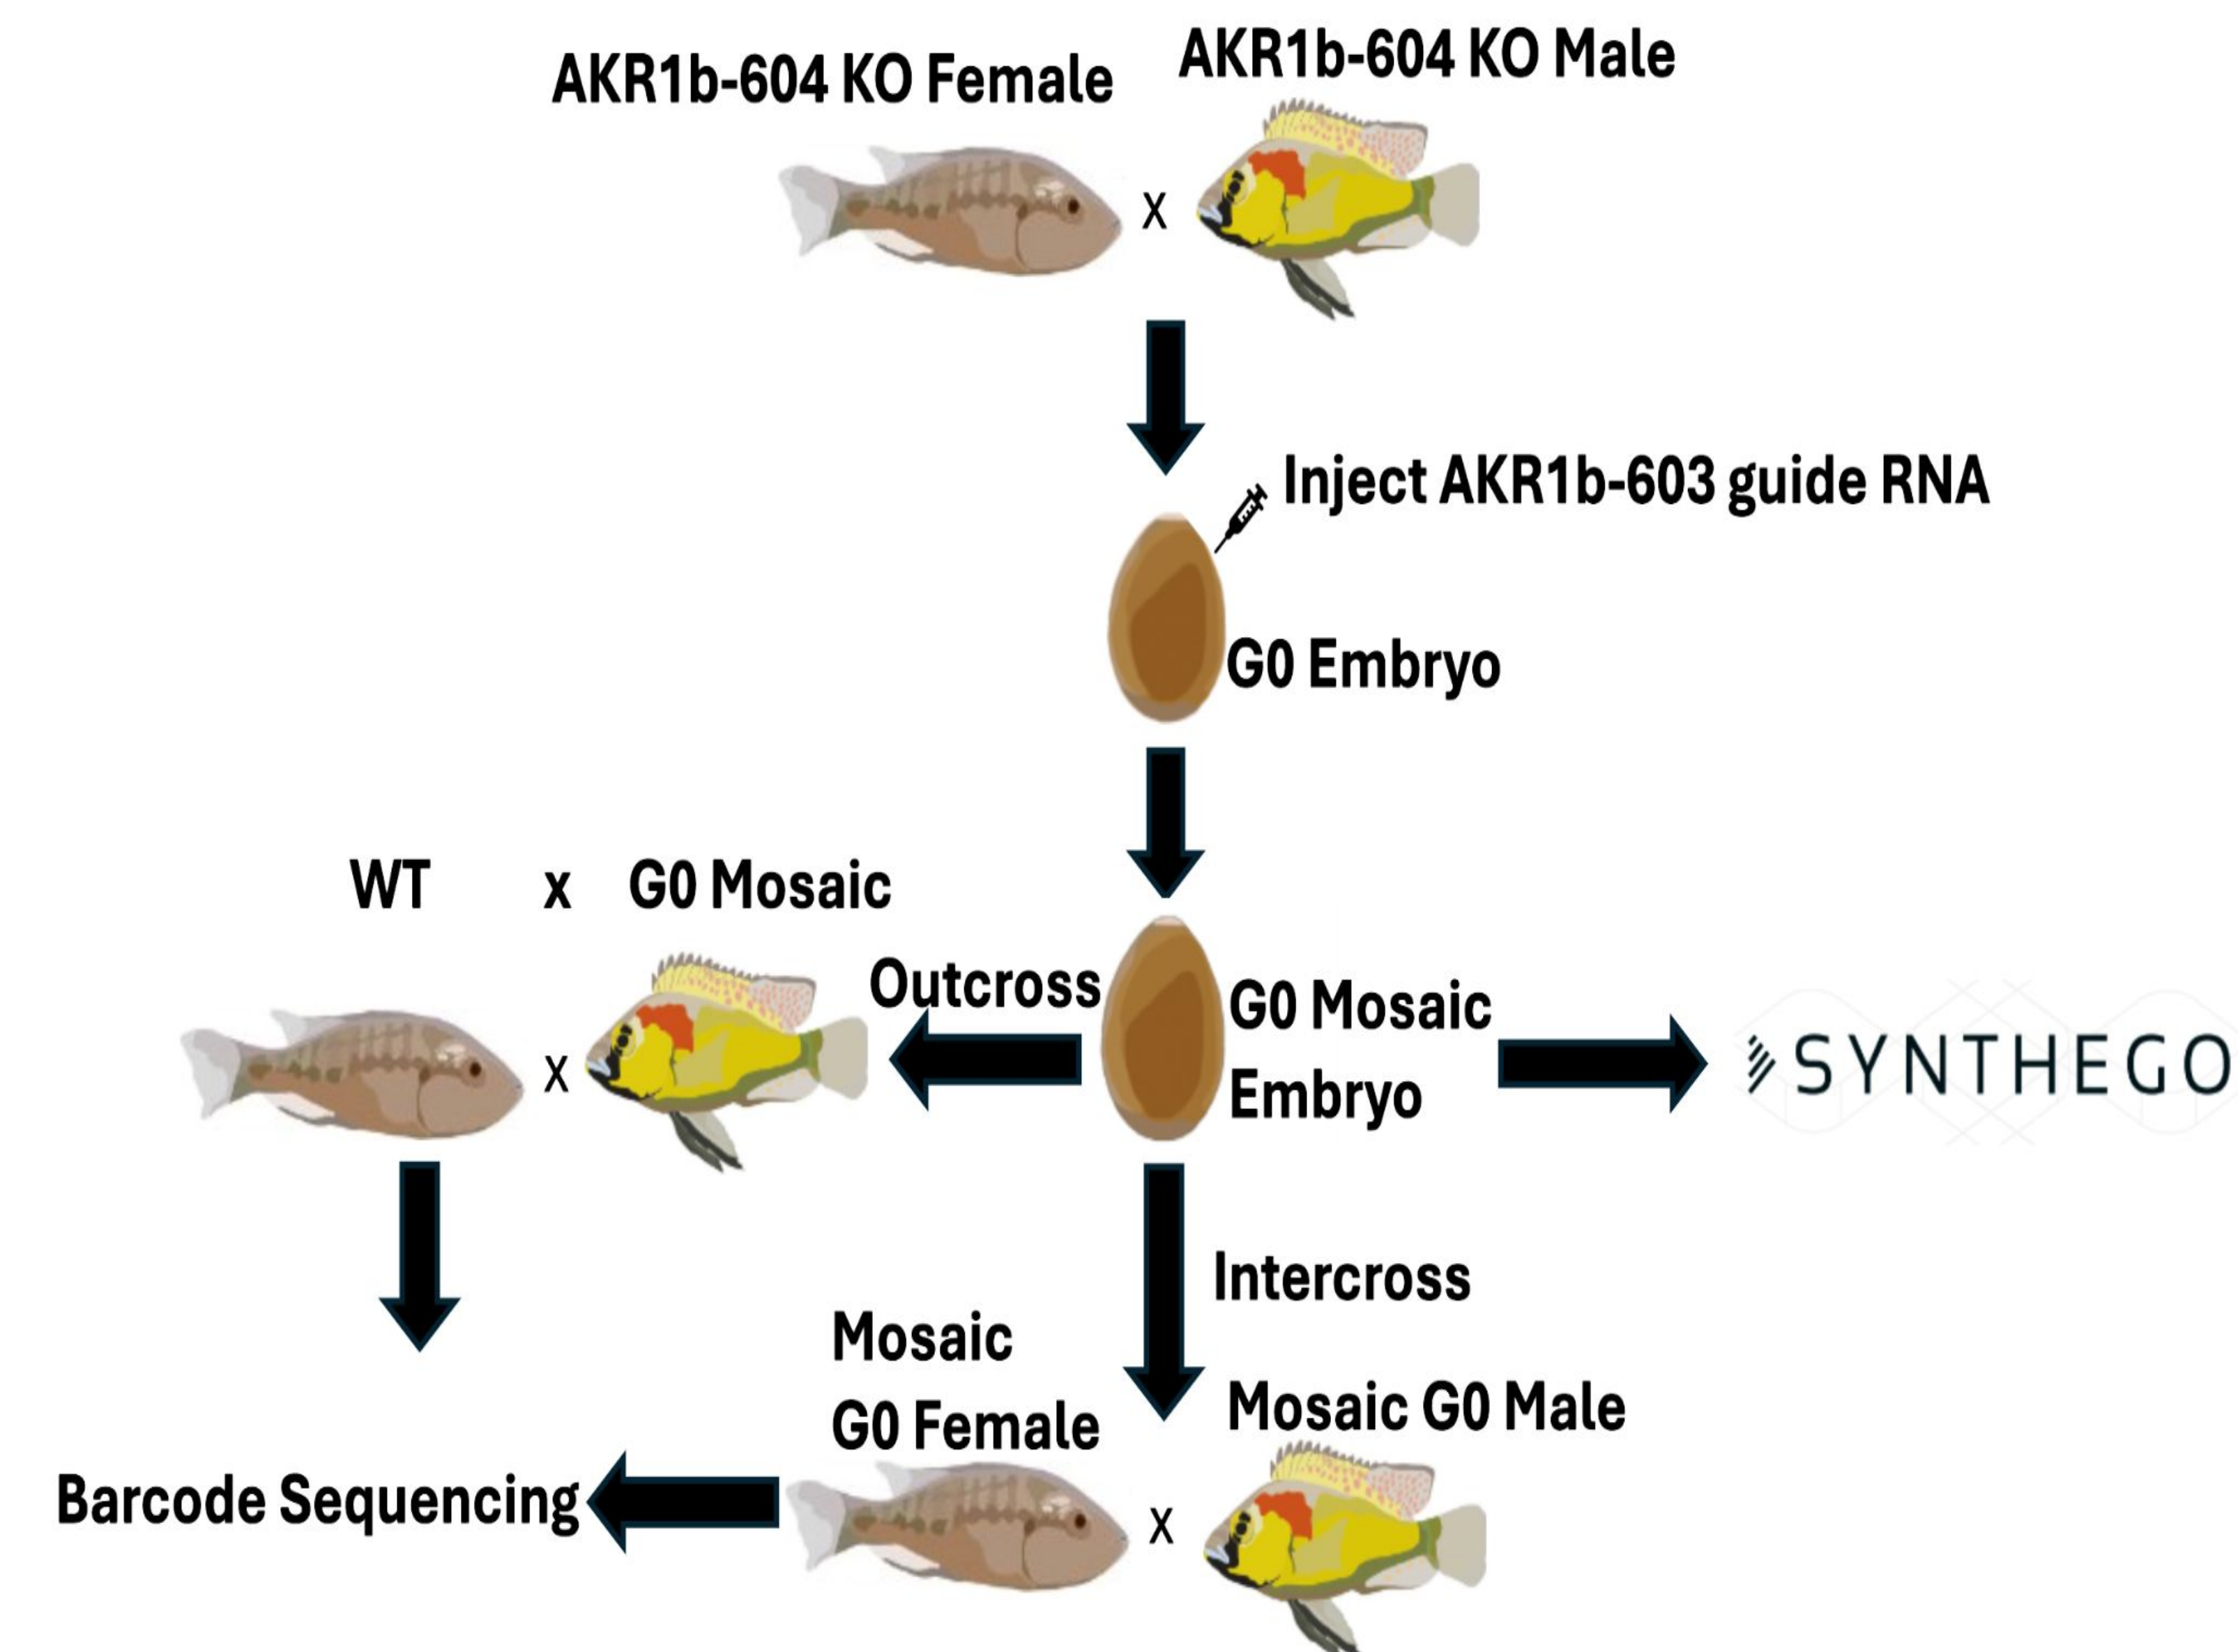 AKR1b-604 KO Female
AKR1b-604 KO Male
x
Inject AKR1b-603 guide RNA
G0 Embryo
WT x G0 Mosaic
Outcross
G0 Mosaic
Embryo
x
SYNTHEGO
Intercross
Mosaic
G0 Female
Mosaic G0 Male
Barcode Sequencing
x